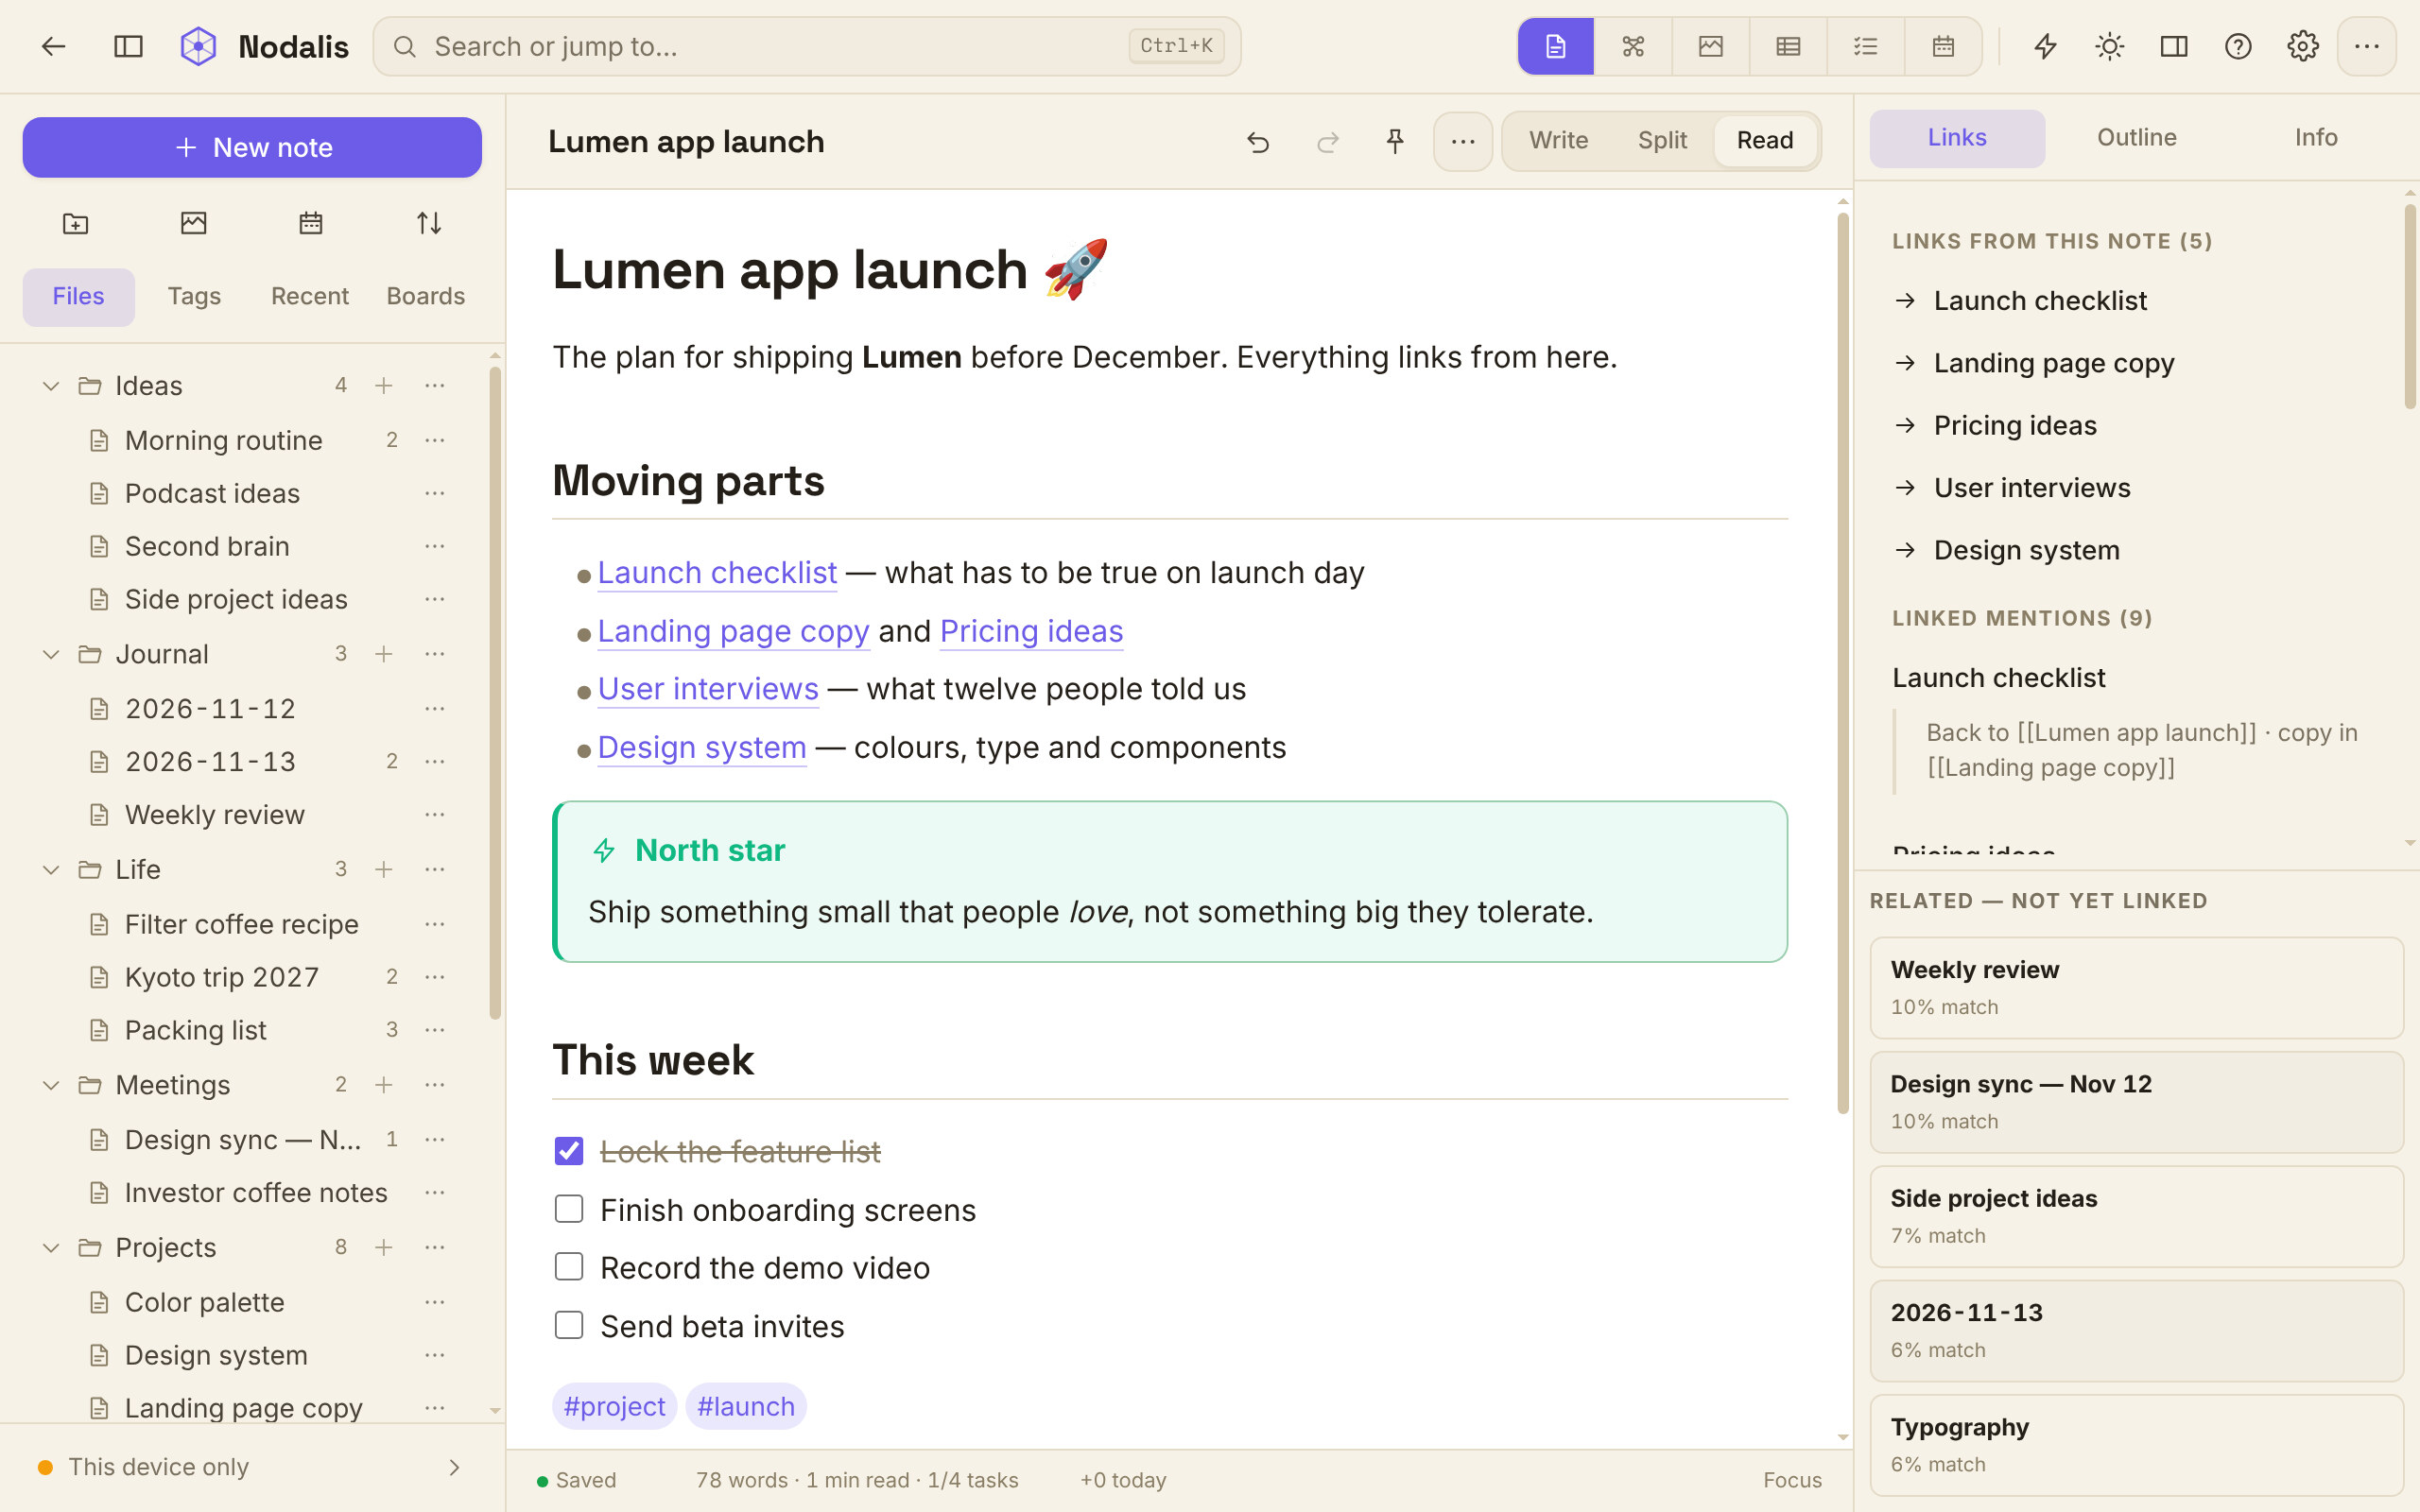 Nodalis
Search or jump to...
Ctrl+K
New note
Files
Tags
Recent
Boards
Ideas 4
Morning routine 2
Podcast ideas
Second brain
Side project ideas
Journal 3
2026-11-12
2026-11-13 2
Weekly review
Life 3
Filter coffee recipe
Kyoto trip 2027 2
Packing list 3
Meetings 2
Design sync — N... 1
Investor coffee notes
Projects 8
Color palette
Design system
Landing page copy
This device only
Lumen app launch
Write
Split
Read
Lumen app launch 🚀
The plan for shipping Lumen before December. Everything links from here.
Moving parts
Launch checklist — what has to be true on launch day
Landing page copy and Pricing ideas
User interviews — what twelve people told us
Design system — colours, type and components
North star
Ship something small that people love, not something big they tolerate.
This week
Lock the feature list
Finish onboarding screens
Record the demo video
Send beta invites
#project #launch
Saved
78 words · 1 min read · 1/4 tasks
+0 today
Focus
Links
Outline
Info
LINKS FROM THIS NOTE (5)
→ Launch checklist
→ Landing page copy
→ Pricing ideas
→ User interviews
→ Design system
LINKED MENTIONS (9)
Launch checklist
Back to [[Lumen app launch]] · copy in
[[Landing page copy]]
Pricing ideas
RELATED — NOT YET LINKED
Weekly review
10% match
Design sync — Nov 12
10% match
Side project ideas
7% match
2026-11-13
6% match
Typography
6% match